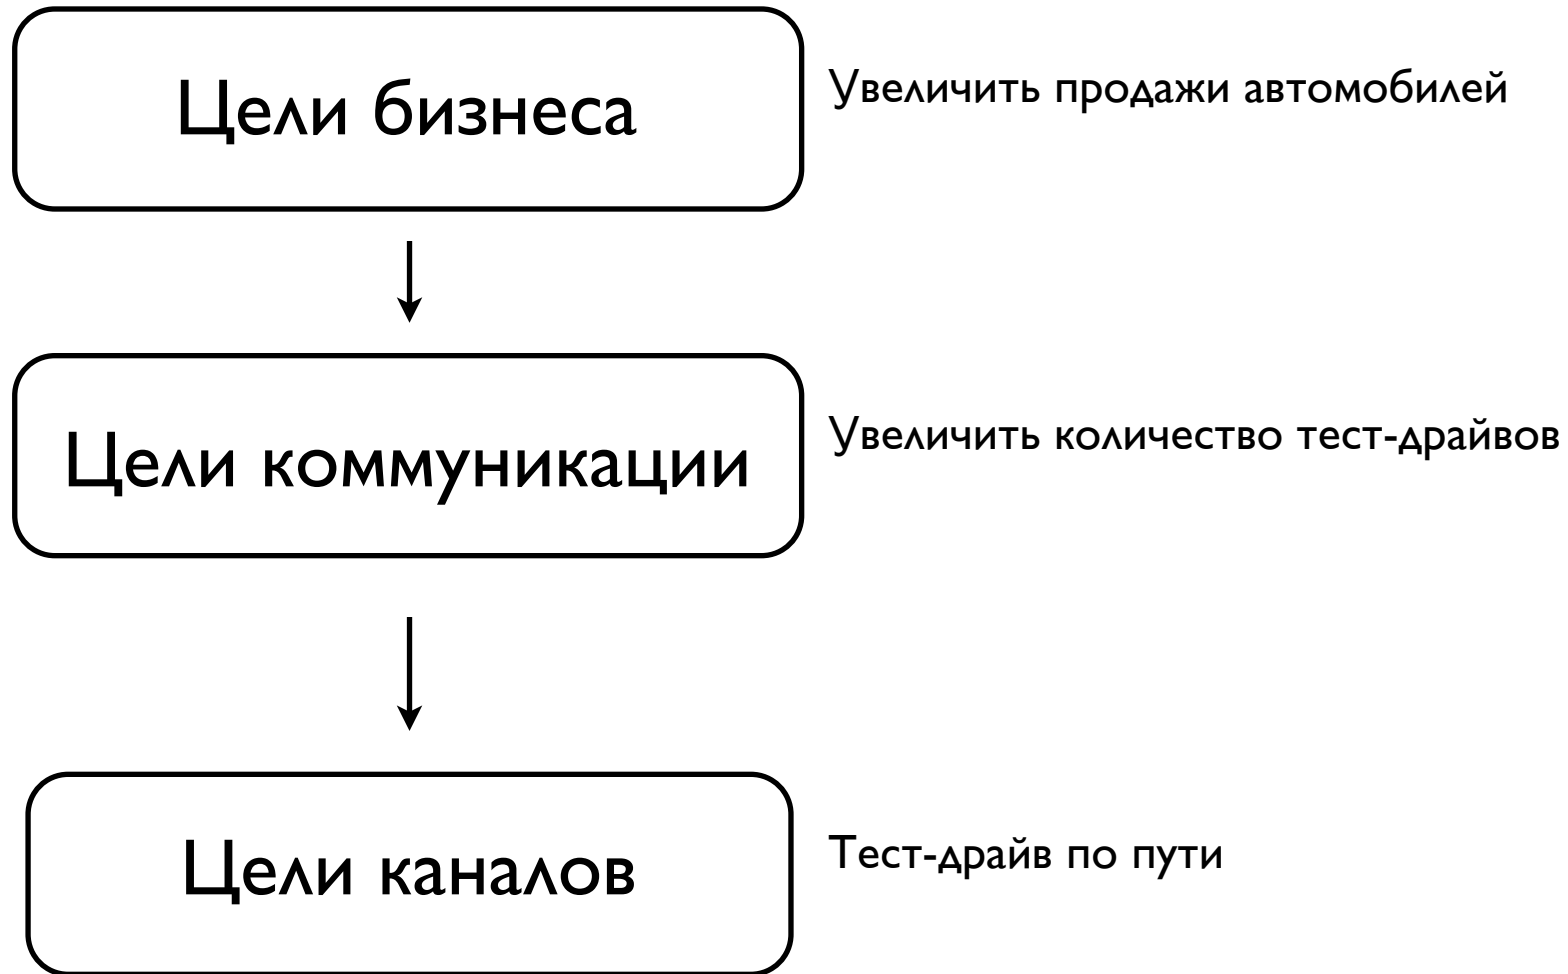 Цели бизнеса
Увеличить продажи автомобилей
Цели коммуникации
Увеличить количество тест-драйвов
Цели каналов
Тест-драйв по пути